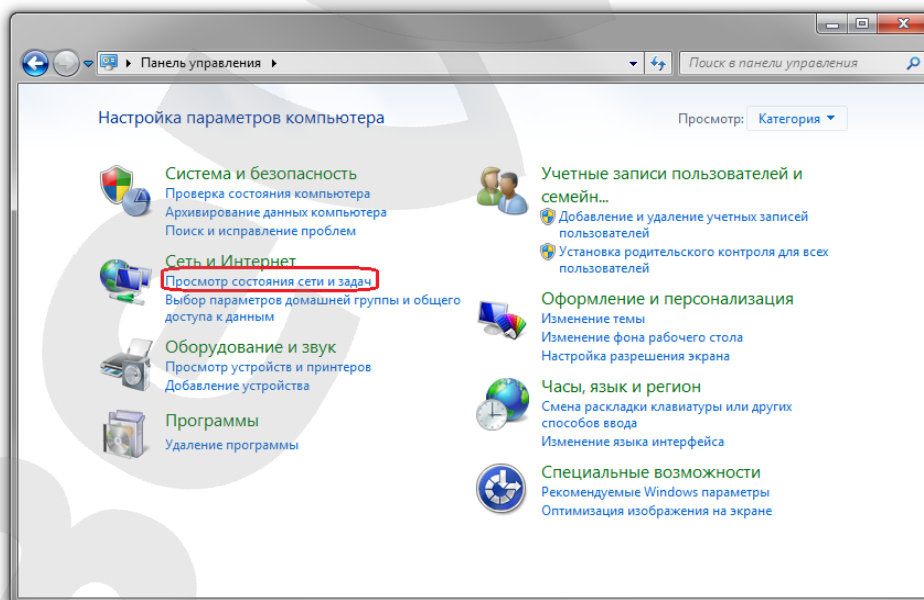 Панель управления
Поиск в панели управления
Настройка параметров компьютера
Просмотр: Категория
Система и безопасность
Проверка состояния компьютера
Архивирование данных компьютера
Поиск и исправление проблем
Сеть и Интернет
Просмотр состояния сети и задач
Выбор параметров домашней группы и общего
доступа к данным
Оборудование и звук
Просмотр устройств и принтеров
Добавление устройства
Программы
Удаление программы
Учетные записи пользователей и
семейн...
Добавление и удаление учетных записей
пользователей
Установка родительского контроля для всех
пользователей
Оформление и персонализация
Изменение темы
Изменение фона рабочего стола
Настройка разрешения экрана
Часы, язык и регион
Смена раскладки клавиатуры или других
способов ввода
Изменение языка интерфейса
Специальные возможности
Рекомендуемые Windows параметры
Оптимизация изображения на экране